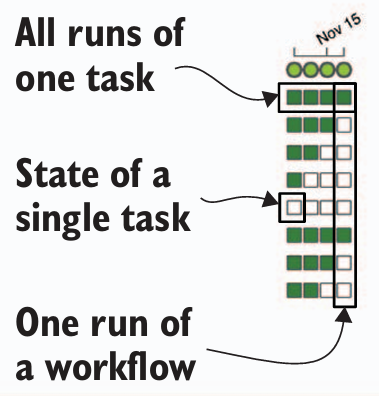 Nov 15
All runs of
one task
State of a
single task
One run of
a workflow